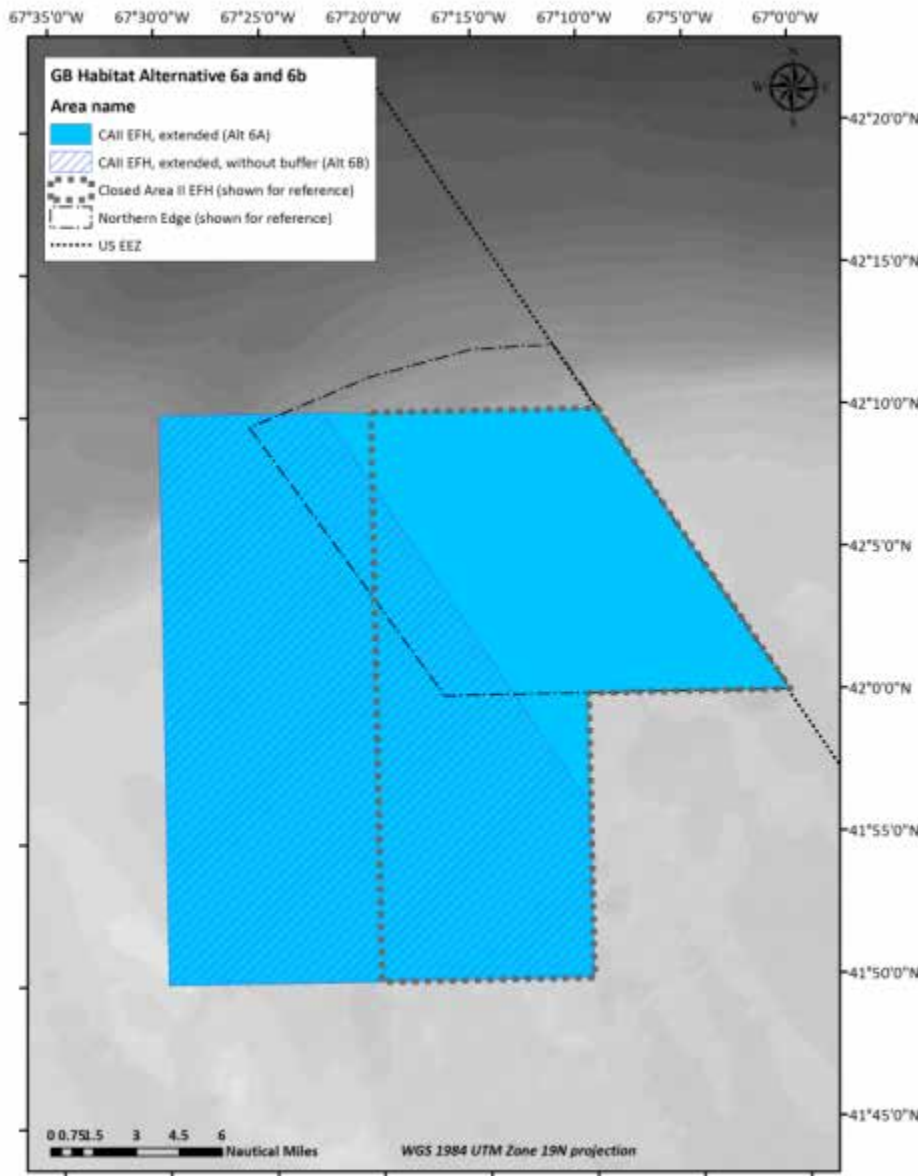 67°35'0"W 67°30'0"W 67°25'0"W 67°20'0"W 67°15'0"W 67°10'0"W 67°5'0"W 67°0'0"W
GB Habitat Alternative 6a and 6b
Area name
CAII EFH, extended (Alt 6A)
CAII EFH, extended, without buffer (Alt 6B)
Closed Area II EFH (shown for reference)
Northern Edge (shown for reference)
US EEZ
N
W E
S
42°20'0"N
42°15'0"N
42°10'0"N
42°5'0"N
42°0'0"N
41°55'0"N
41°50'0"N
41°45'0"N
0 0.75 1.5 3 4.5 6
Nautical Miles
WGS 1984 UTM Zone 19N projection